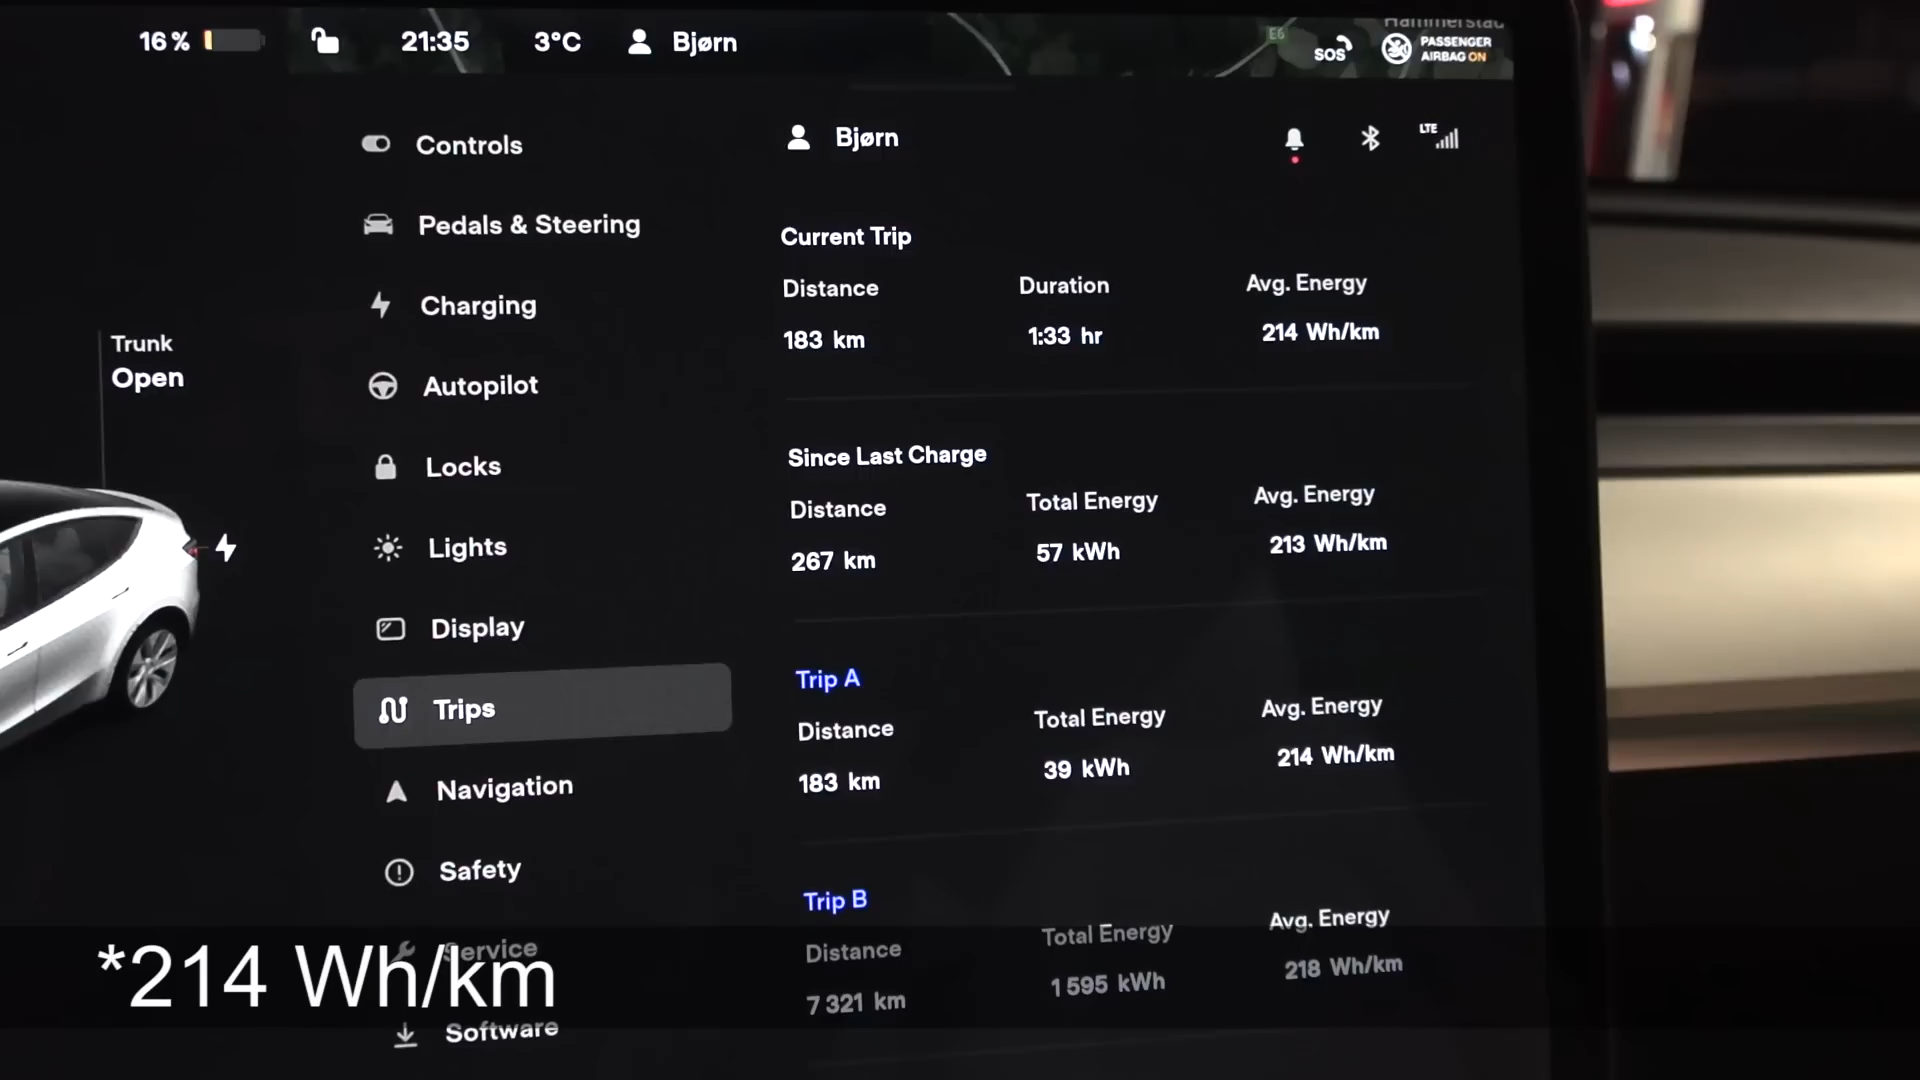 16 %
21:35
3°C
Bjørn
E6
Hammerstad
SOS
PASSENGER
AIRBAG ON
Trunk
Open
Controls
Pedals & Steering
Charging
Autopilot
Locks
Lights
Display
Trips
Navigation
Safety
Service
Software
Bjørn
LTE
Current Trip
Distance Duration Avg. Energy
183 km 1:33 hr 214 Wh/km
Since Last Charge
Distance Total Energy Avg. Energy
267 km 57 kWh 213 Wh/km
Trip A
Distance Total Energy Avg. Energy
183 km 39 kWh 214 Wh/km
Trip B
Distance Total Energy Avg. Energy
7 321 km 1 595 kWh 218 Wh/km
*214 Wh/km